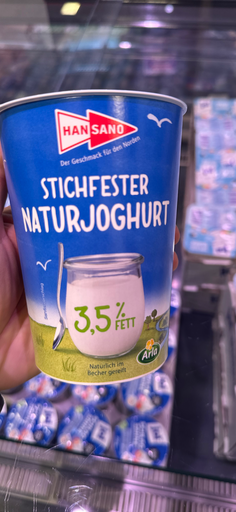 HANSANO
Der Geschmack für den Norden
STICHFESTER
NATURJOGHURT
3,5% FETT
Arla
Natürlich im
Becher gereift